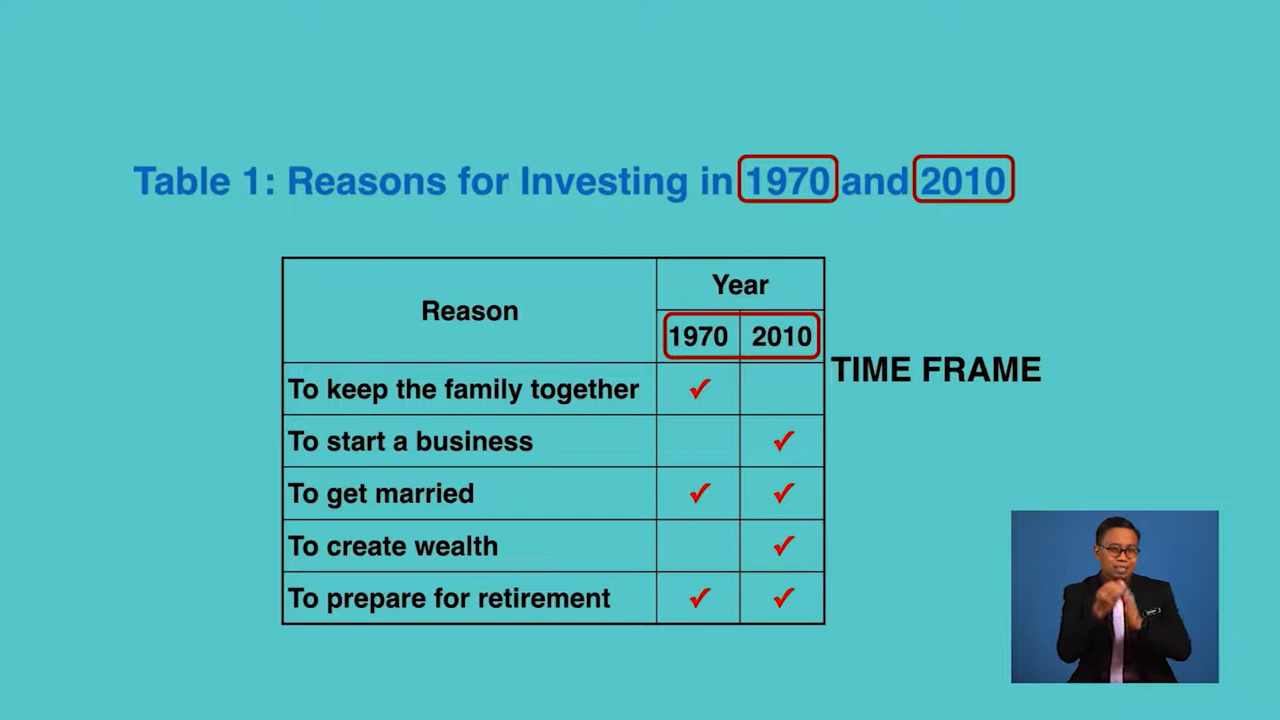 Table 1: Reasons for Investing in 1970 and 2010
Reason
Year
1970 2010
TIME FRAME
To keep the family together ✓
To start a business ✓
To get married ✓ ✓
To create wealth ✓
To prepare for retirement ✓ ✓